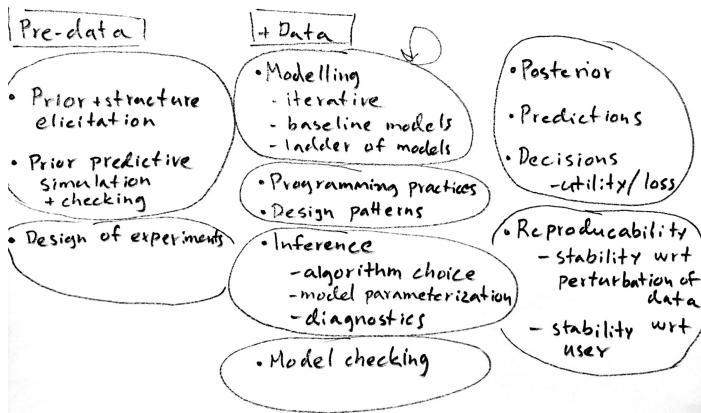 Pre-data
• Prior + structure
elicitation
• Prior predictive
simulation
+ checking
• Design of experiments
+ Data
• Modelling
- iterative
- baseline models
- ladder of models
• Programming practices
• Design patterns
• Inference
- algorithm choice
- model parameterization
- diagnostics
• Model checking
• Posterior
• Predictions
• Decisions
- utility/loss
• Reproducability
- stability wrt
perturbation of
data
- stability wrt
user